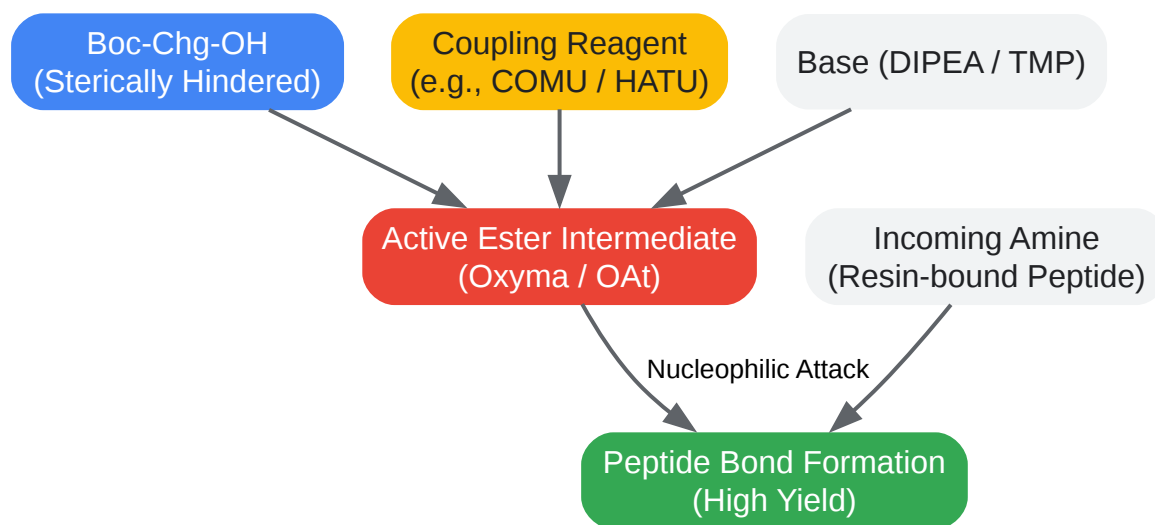 Boc-Chg-OH
(Sterically Hindered)
Coupling Reagent
(e.g., COMU / HATU)
Base (DIPEA / TMP)
Active Ester Intermediate
(Oxyma / OAt)
Incoming Amine
(Resin-bound Peptide)
Nucleophilic Attack
Peptide Bond Formation
(High Yield)